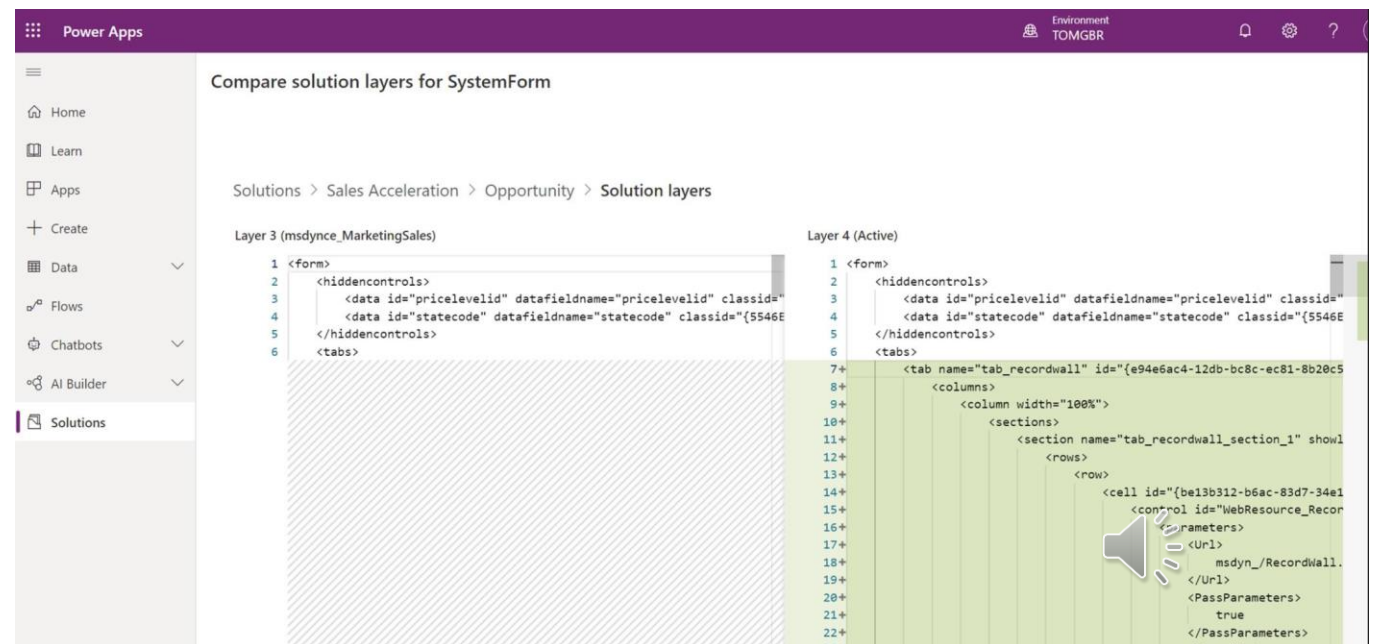 Power Apps
Environment
TOMGBR
?
Home
Learn
Apps
Create
Data
Flows
Chatbots
AI Builder
Solutions
Compare solution layers for SystemForm
Solutions > Sales Acceleration > Opportunity > Solution layers
Layer 3 (msdynce_MarketingSales)
1 <form>
2 <hiddencontrols>
3 <data id="pricelevelid" datafieldname="pricelevelid" classid="
4 <data id="statecode" datafieldname="statecode" classid="{5546E
5 </hiddencontrols>
6 <tabs>
Layer 4 (Active)
1 <form>
2 <hiddencontrols>
3 <data id="pricelevelid" datafieldname="pricelevelid" classid="
4 <data id="statecode" datafieldname="statecode" classid="{5546E
5 </hiddencontrols>
6 <tabs>
7+ <tab name="tab_recordwall" id="{e94e6ac4-12db-bc8c-ec81-8b20c5
8+ <columns>
9+ <column width="100%">
10+ <sections>
11+ <section name="tab_recordwall_section_1" showl
12+ <rows>
13+ <row>
14+ <cell id="{be13b312-b6ac-83d7-34e1
15+ <control id="WebResource_Recor
16+ <parameters>
17+ <Url>
18+ msdyn_/RecordWall.
19+ </Url>
20+ <PassParameters>
21+ true
22+ </PassParameters>